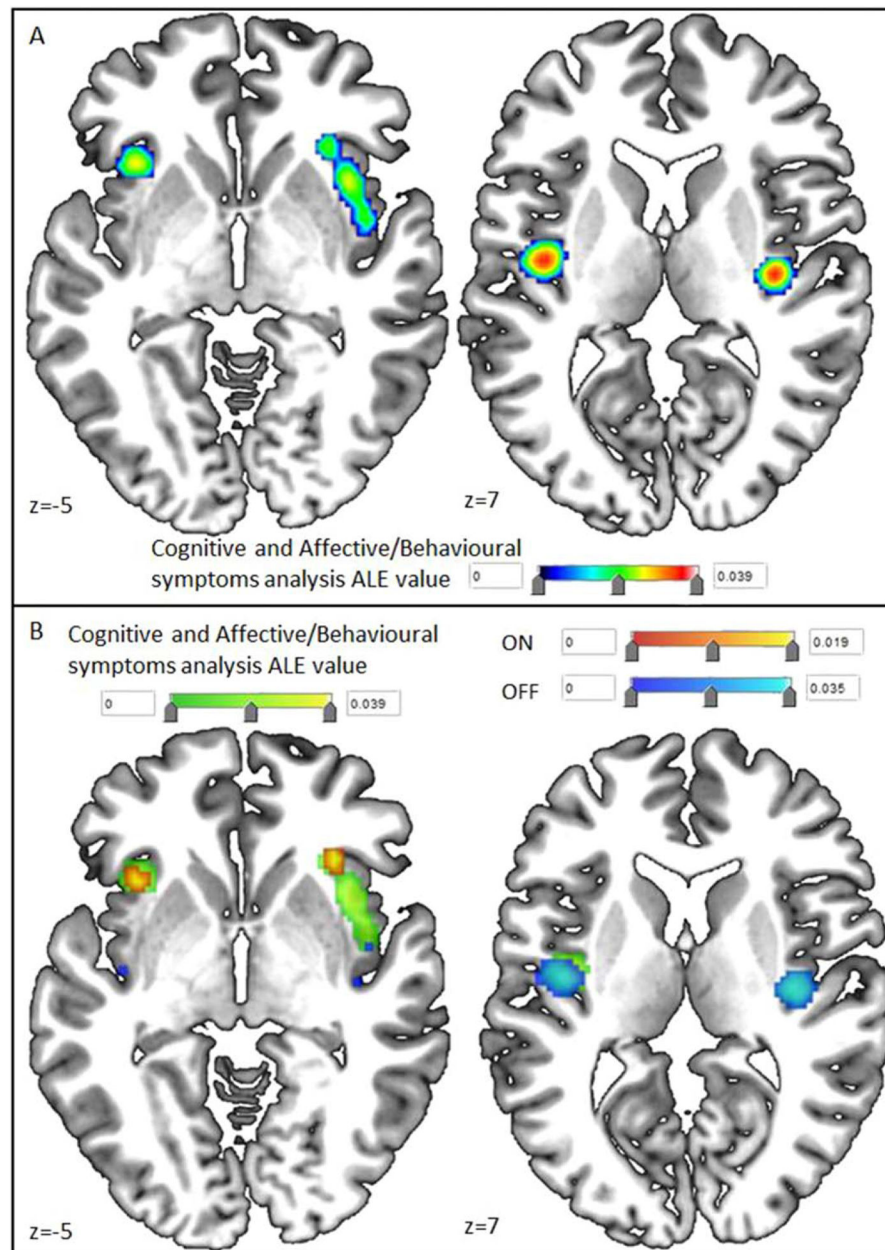 A
z=-5
z=7
Cognitive and Affective/Behavioural
symptoms analysis ALE value 0 0.039
B Cognitive and Affective/Behavioural
symptoms analysis ALE value
0 0.039
ON 0 0.019
OFF 0 0.035
z=-5
z=7